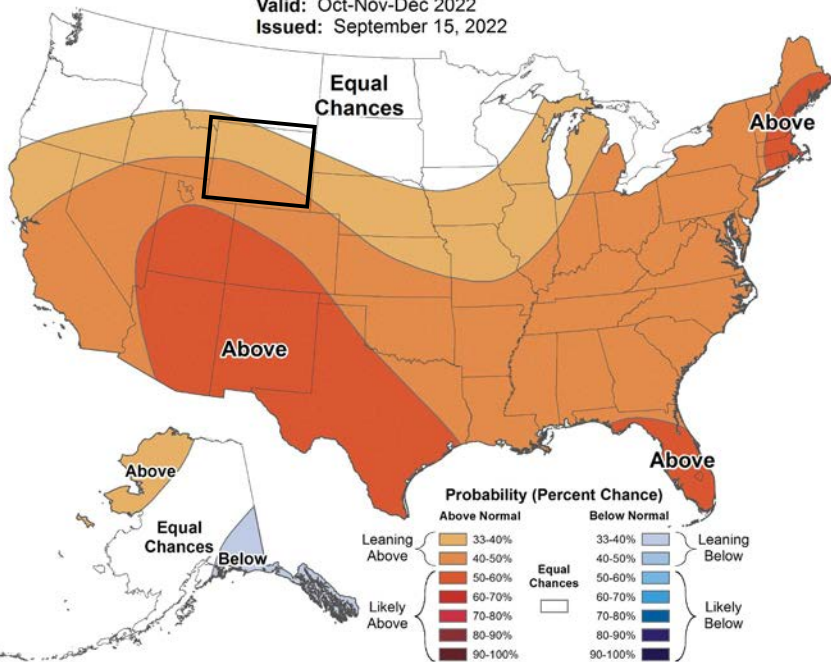 Valid: Oct-Nov-Dec 2022
Issued: September 15, 2022
Equal
Chances
Above
Above
Above
Above
Equal
Chances
Below
Probability (Percent Chance)
Above Normal
Below Normal
Leaning
Above
33-40%
40-50%
Likely
Above
50-60%
60-70%
70-80%
80-90%
90-100%
Equal
Chances
33-40%
40-50%
Leaning
Below
50-60%
60-70%
70-80%
80-90%
90-100%
Likely
Below